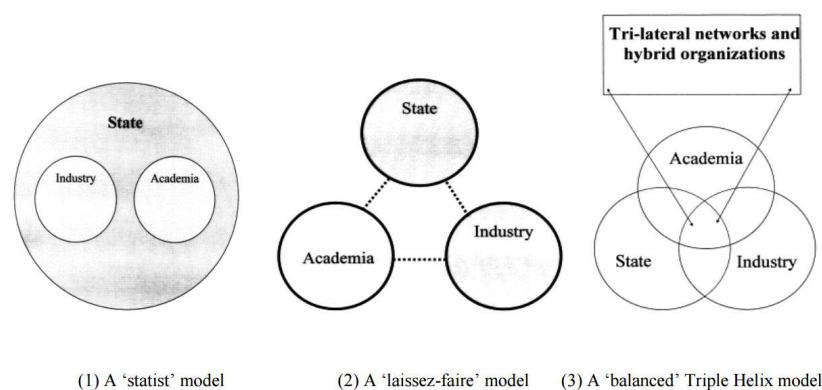 Tri-lateral networks and
hybrid organizations
State
Industry
Academia
State
Academia
Industry
Academia
State
Industry
(1) A ‘statist’ model
(2) A ‘laissez-faire’ model
(3) A ‘balanced’ Triple Helix model